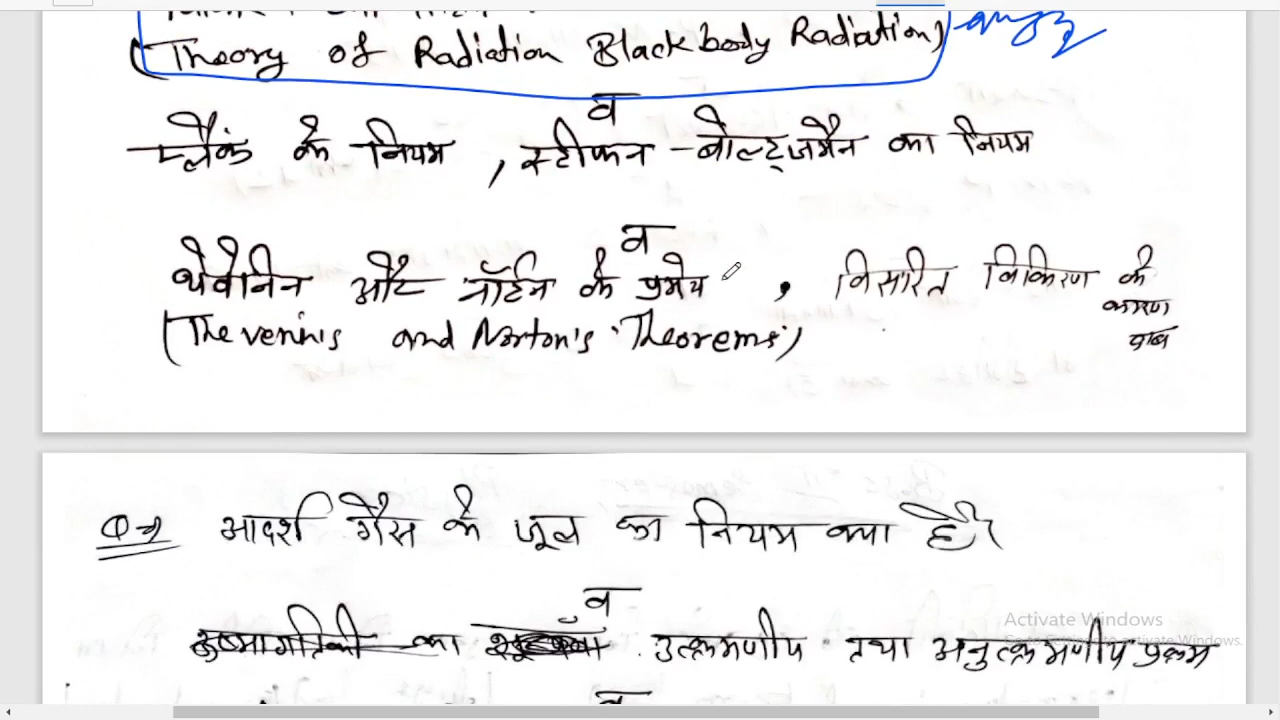 (Theory of Radiation Blackbody Radiation)
व
प्लैंक के नियम , स्टीफन - बोल्ट्जमैन का नियम
व
थेवेनिन और नॉर्टन के प्रमेय , विसरित विकिरण के
कारण
दाब
(Thevenin's and Norton's Theorems)
Q→ आदर्श गैस के जूल का नियम क्या है?
व
का उत्क्रमणीय तथा अनुत्क्रमणीय प्रक्रम
व
Activate Windows